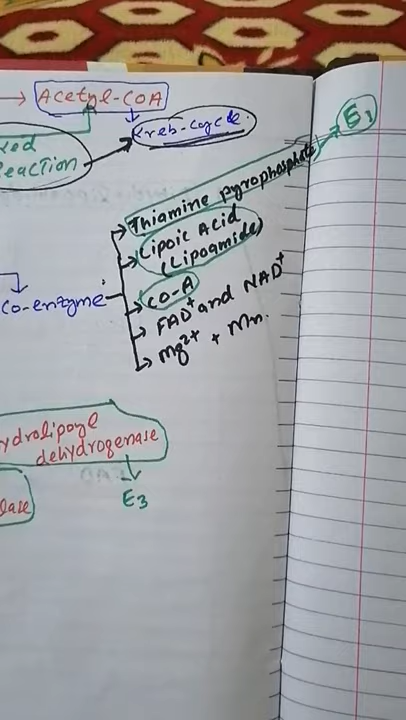 → Acetyl-COA
Kreb-cycle
Reaction
Thiamine pyrophosphate → E1
Lipoic Acid
(Lipoamide)
CO-A
Co-enzyme
FAD⁺ and NAD⁺
Mg²⁺ + Mn.
ydrolipoyl
dehydrogenase
E3